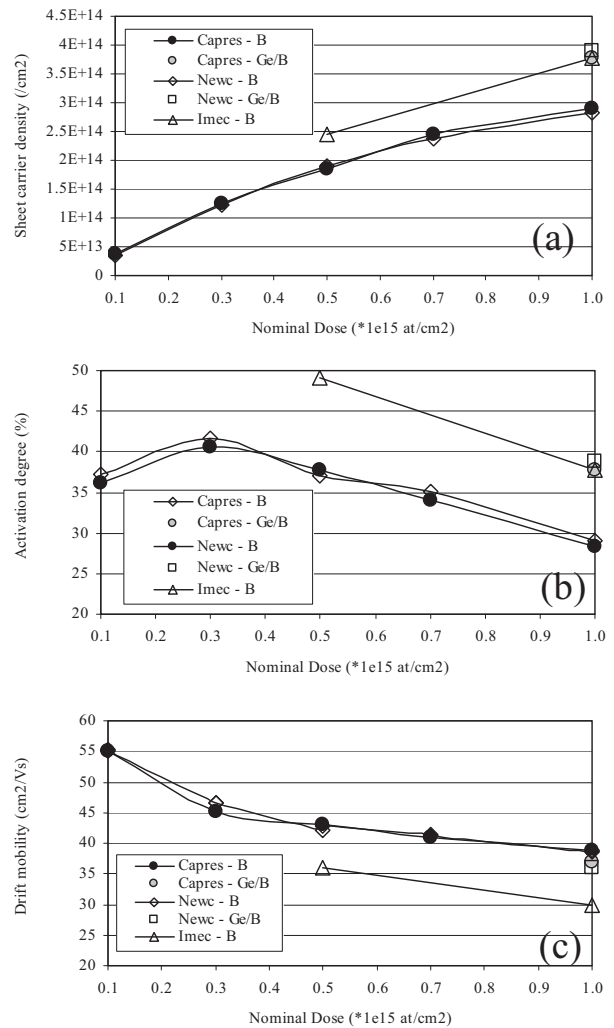 4.5E+14
4E+14
3.5E+14
3E+14
2.5E+14
2E+14
1.5E+14
1E+14
5E+13
0
Sheet carrier density (/cm2)
Capres - B
Capres - Ge/B
Newc - B
Newc - Ge/B
Imec - B
(a)
0.1 0.2 0.3 0.4 0.5 0.6 0.7 0.8 0.9 1.0
Nominal Dose (*1e15 at/cm2)
50
45
40
35
30
25
20
Activation degree (%)
Capres - B
Capres - Ge/B
Newc - B
Newc - Ge/B
Imec - B
(b)
0.1 0.2 0.3 0.4 0.5 0.6 0.7 0.8 0.9 1.0
Nominal Dose (*1e15 at/cm2)
60
55
50
45
40
35
30
25
20
Drift mobility (cm2/Vs)
Capres - B
Capres - Ge/B
Newc - B
Newc - Ge/B
Imec - B
(c)
0.1 0.2 0.3 0.4 0.5 0.6 0.7 0.8 0.9 1.0
Nominal Dose (*1e15 at/cm2)